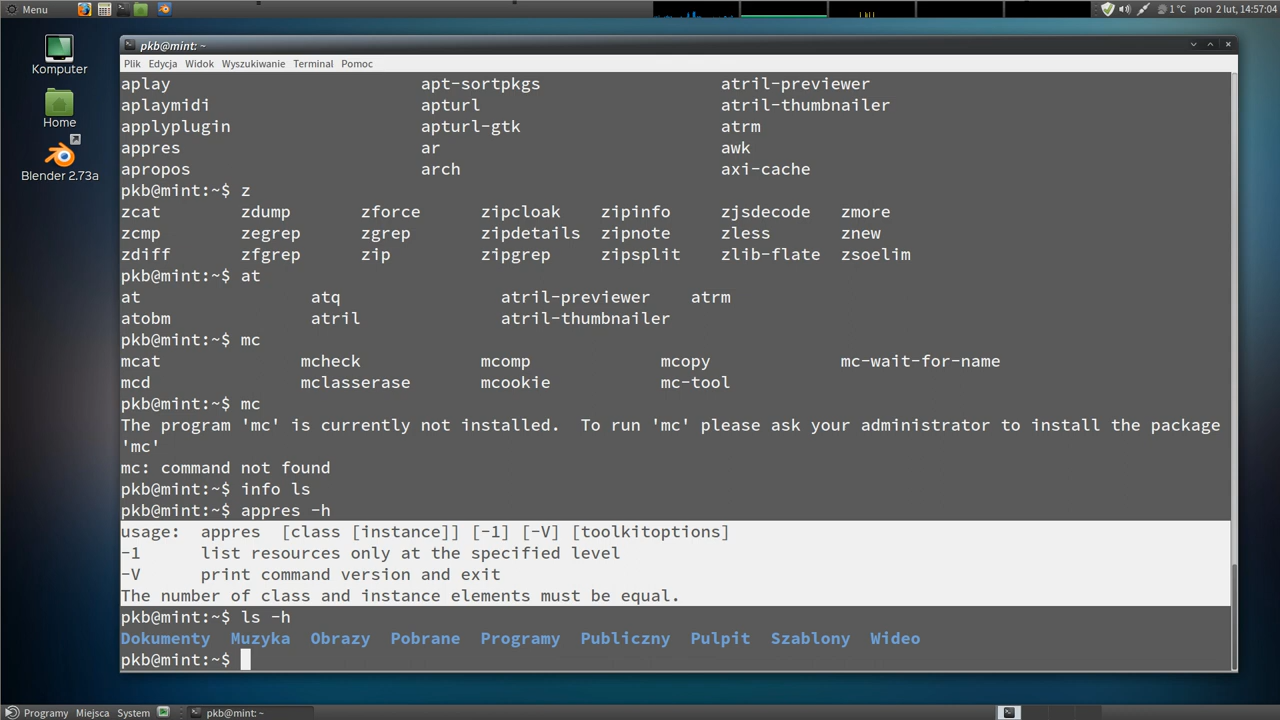 Menu
1 °C pon 2 lut, 14:57:04
Komputer
Home
Blender 2.73a
pkb@mint: ~
Plik Edycja Widok Wyszukiwanie Terminal Pomoc
aplay apt-sortpkgs atril-previewer
aplaymidi apturl atril-thumbnailer
applyplugin apturl-gtk atrm
appres ar awk
apropos arch axi-cache
pkb@mint:~$ z
zcat zdump zforce zipcloak zipinfo zjsdecode zmore
zcmp zegrep zgrep zipdetails zipnote zless znew
zdiff zfgrep zip zipgrep zipsplit zlib-flate zsoelim
pkb@mint:~$ at
at atq atril-previewer atrm
atobm atril atril-thumbnailer
pkb@mint:~$ mc
mcat mcheck mcomp mcopy mc-wait-for-name
mcd mclasserase mcookie mc-tool
pkb@mint:~$ mc
The program 'mc' is currently not installed.  To run 'mc' please ask your administrator to install the package
'mc'
mc: command not found
pkb@mint:~$ info ls
pkb@mint:~$ appres -h
usage:  appres  [class [instance]] [-1] [-V] [toolkitoptions]
-1      list resources only at the specified level
-V      print command version and exit
The number of class and instance elements must be equal.
pkb@mint:~$ ls -h
Dokumenty Muzyka Obrazy Pobrane Programy Publiczny Pulpit Szablony Wideo
pkb@mint:~$
Programy Miejsca System pkb@mint: ~